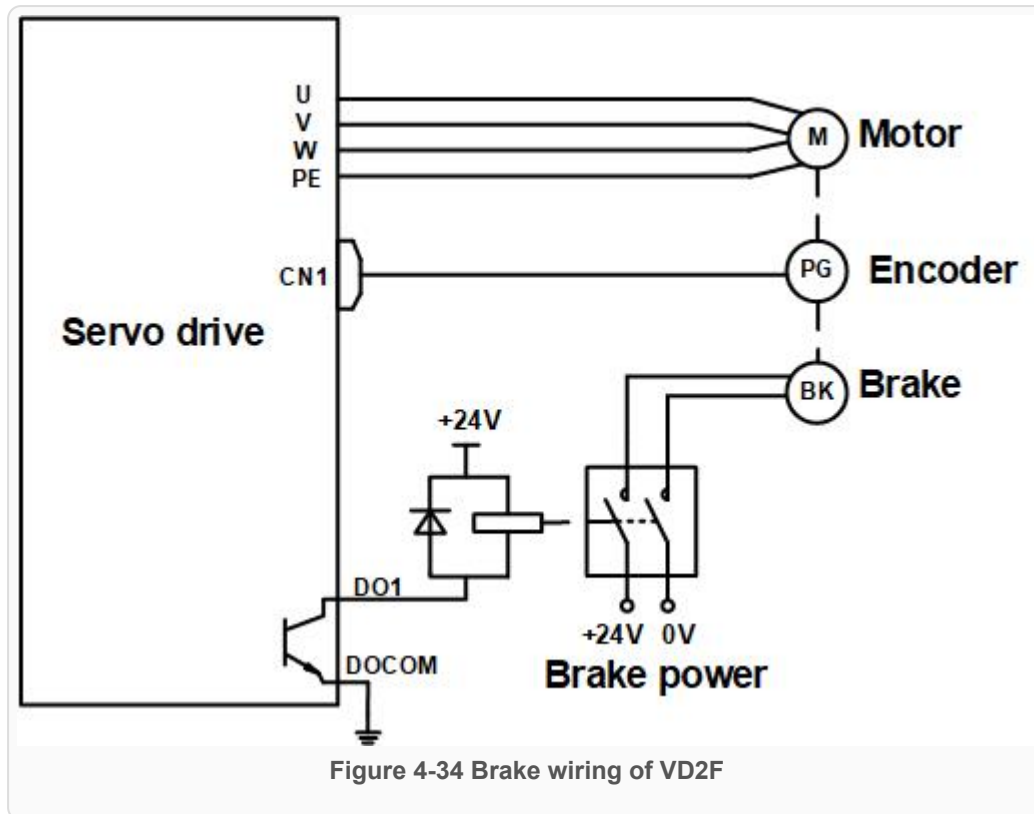 U
V
W
PE
M
Motor
CN1
PG
Encoder
Servo drive
BK
Brake
+24V
DO1
+24V 0V
DOCOM
Brake power
Figure 4-34 Brake wiring of VD2F